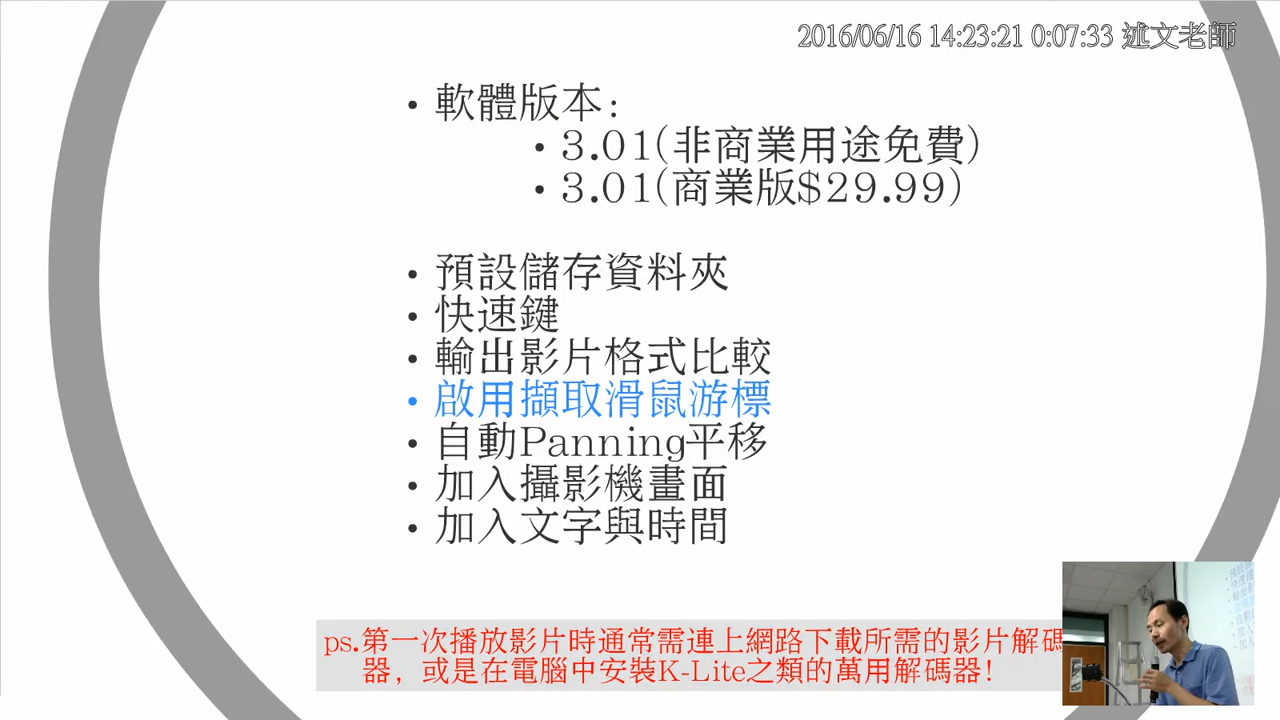 2016/06/16 14:23:21 0:07:33 述文老師
• 軟體版本:
• 3.01(非商業用途免費)
• 3.01(商業版$29.99)
• 預設儲存資料夾
• 快速鍵
• 輸出影片格式比較
• 啟用擷取滑鼠游標
• 自動Panning平移
• 加入攝影機畫面
• 加入文字與時間
ps.第一次播放影片時通常需連上網路下載所需的影片解碼
器，或是在電腦中安裝K-Lite之類的萬用解碼器!